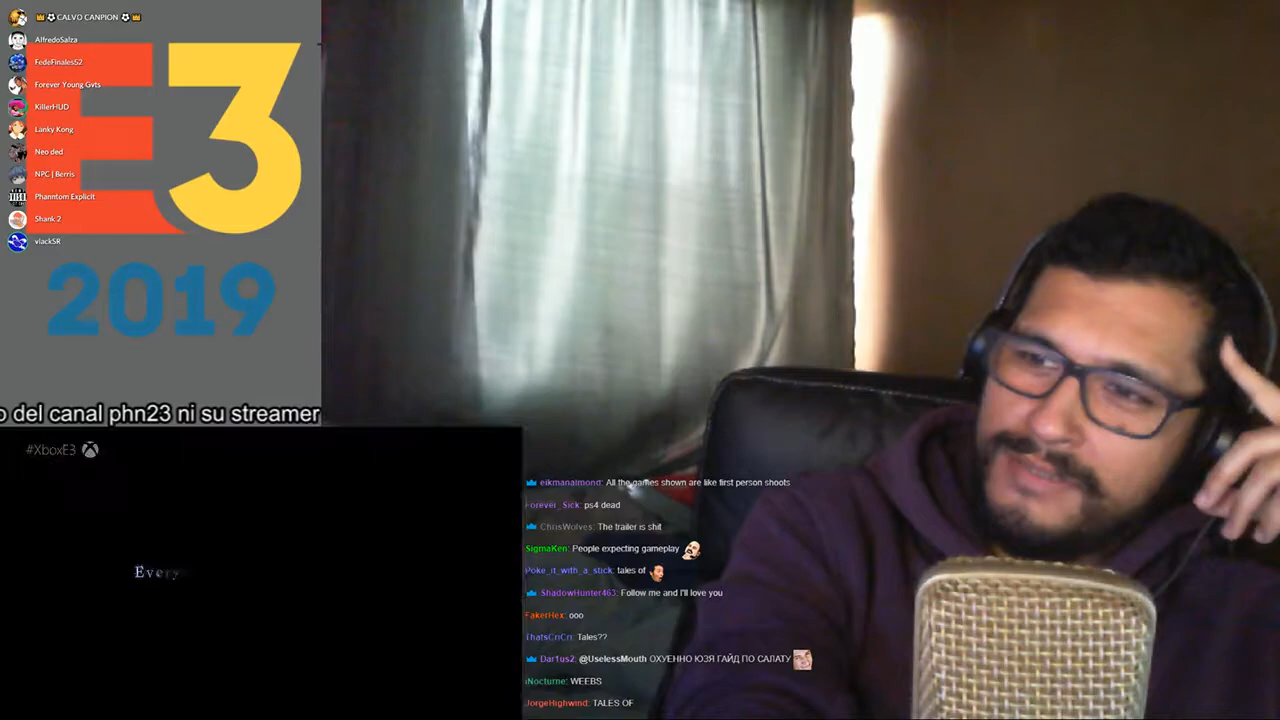 CALVO CANPION
AlfredoSalza
FedeFinales52
Forever Young Gvts
KillerHUD
Lanky Kong
Neo ded
NPC | Berris
Phanntom Explicit
Shank 2
vlackSR
E3
2019
o del canal phn23 ni su streamer
#XboxE3
Every
eikmanalmond: All the games shown are like first person shoots
Forever_Sick: ps4 dead
ChrisWolves: The trailer is shit
SigmaKen: People expecting gameplay
Poke_it_with_a_stick: tales of
ShadowHunter463: Follow me and I'll love you
FakerHex: ooo
ThatsCriCri: Tales??
Dar1us2: @UselessMouth ОХУЕННО ЮЗЯ ГАЙД ПО САЛАТУ
iNocturne: WEEBS
JorgeHighwind: TALES OF